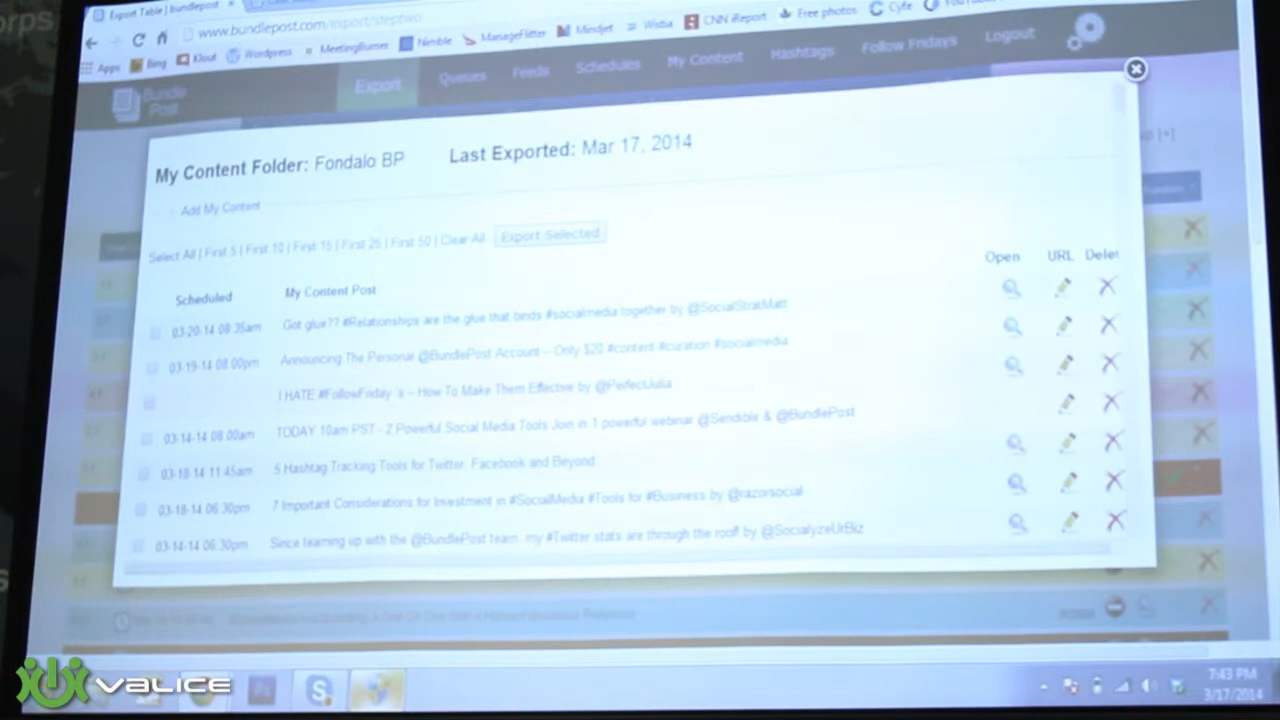 orps
Export Table | bundlepost
www.bundlepost.com/export/steptwo
Apps Bing Klout Wordpress MeetingBurner Nimble ManageFlitter Mindjet Wistia CNN iReport Free photos Cyfe YouTube
Bundle Post
Export Queues Feeds Schedules My Content Hashtags Follow Fridays Logout
My Content Folder: Fondalo BP Last Exported: Mar 17, 2014
Add My Content
Select All | First 5 | First 10 | First 15 | First 25 | First 50 | Clear All Export Selected
Scheduled My Content Post Open URL Delet
03-20-14 08:35am Got glue?? #Relationships are the glue that binds #socialmedia together by @SocialStratMatt
03-19-14 08:00pm Announcing The Personal @BundlePost Account – Only $20 #content #curation #socialmedia
I HATE #FollowFriday 's – How To Make Them Effective by @PerfectJulia
03-14-14 08:00am TODAY 10am PST - 2 Powerful Social Media Tools Join in 1 powerful webinar @Sendible & @BundlePost
03-18-14 11:45am 5 Hashtag Tracking Tools for Twitter, Facebook and Beyond
03-18-14 06:30pm 7 Important Considerations for Investment in #SocialMedia #Tools for #Business by @razorsocial
03-14-14 06:30pm Since teaming up with the @BundlePost team, my #Twitter stats are through the roof! by @SocialyzeUrBiz
VALICE
7:43 PM
3/17/2014